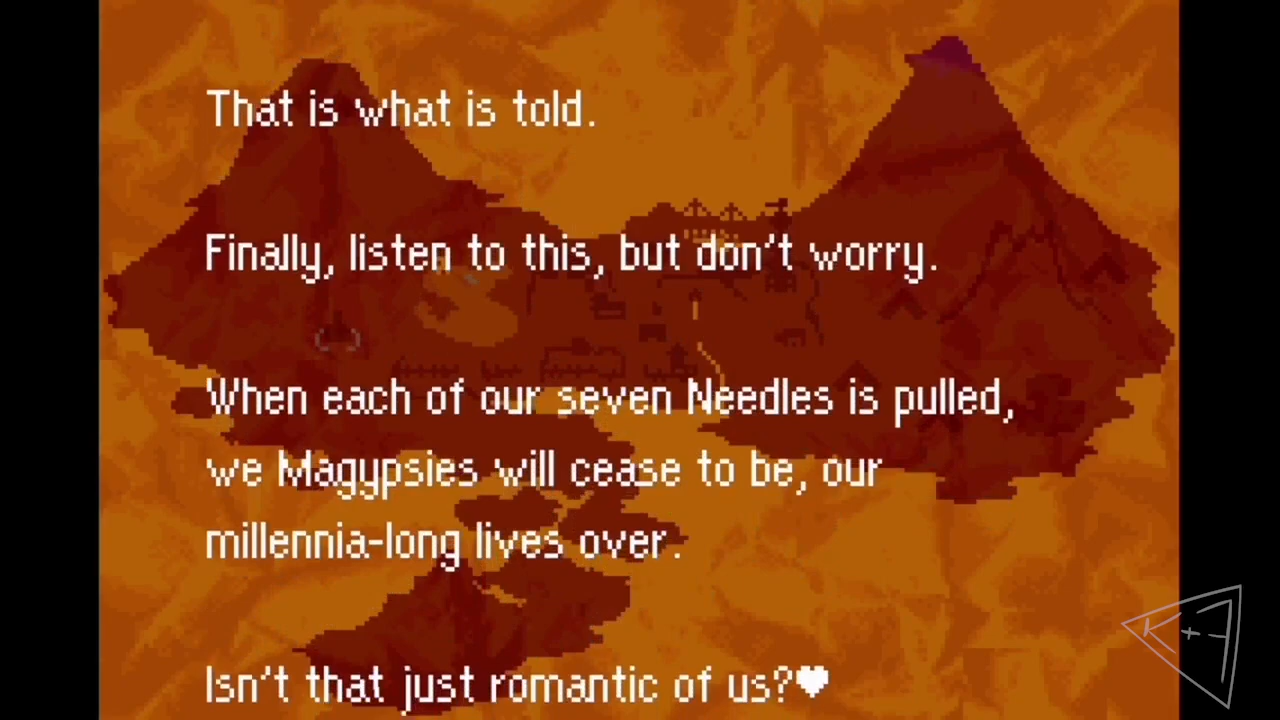 That is what is told.
Finally, listen to this, but don't worry.
When each of our seven Needles is pulled,
we Magypsies will cease to be, our
millennia-long lives over.
Isn't that just romantic of us?♥